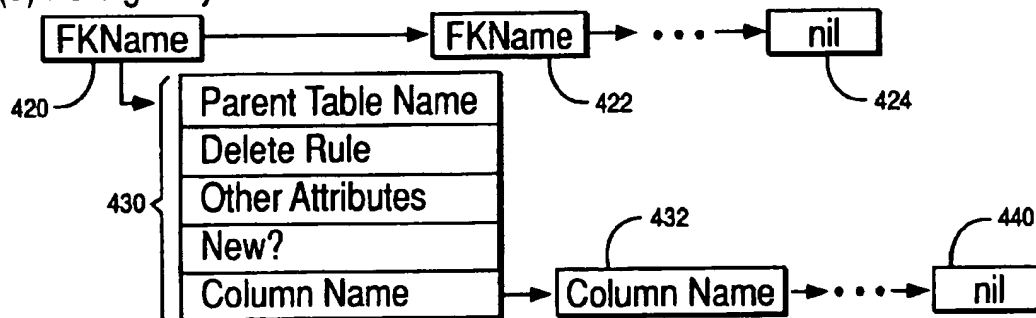 FKName FKName • • • nil
420 422 424
Parent Table Name
Delete Rule
430 Other Attributes 432 440
New?
Column Name Column Name • • • nil